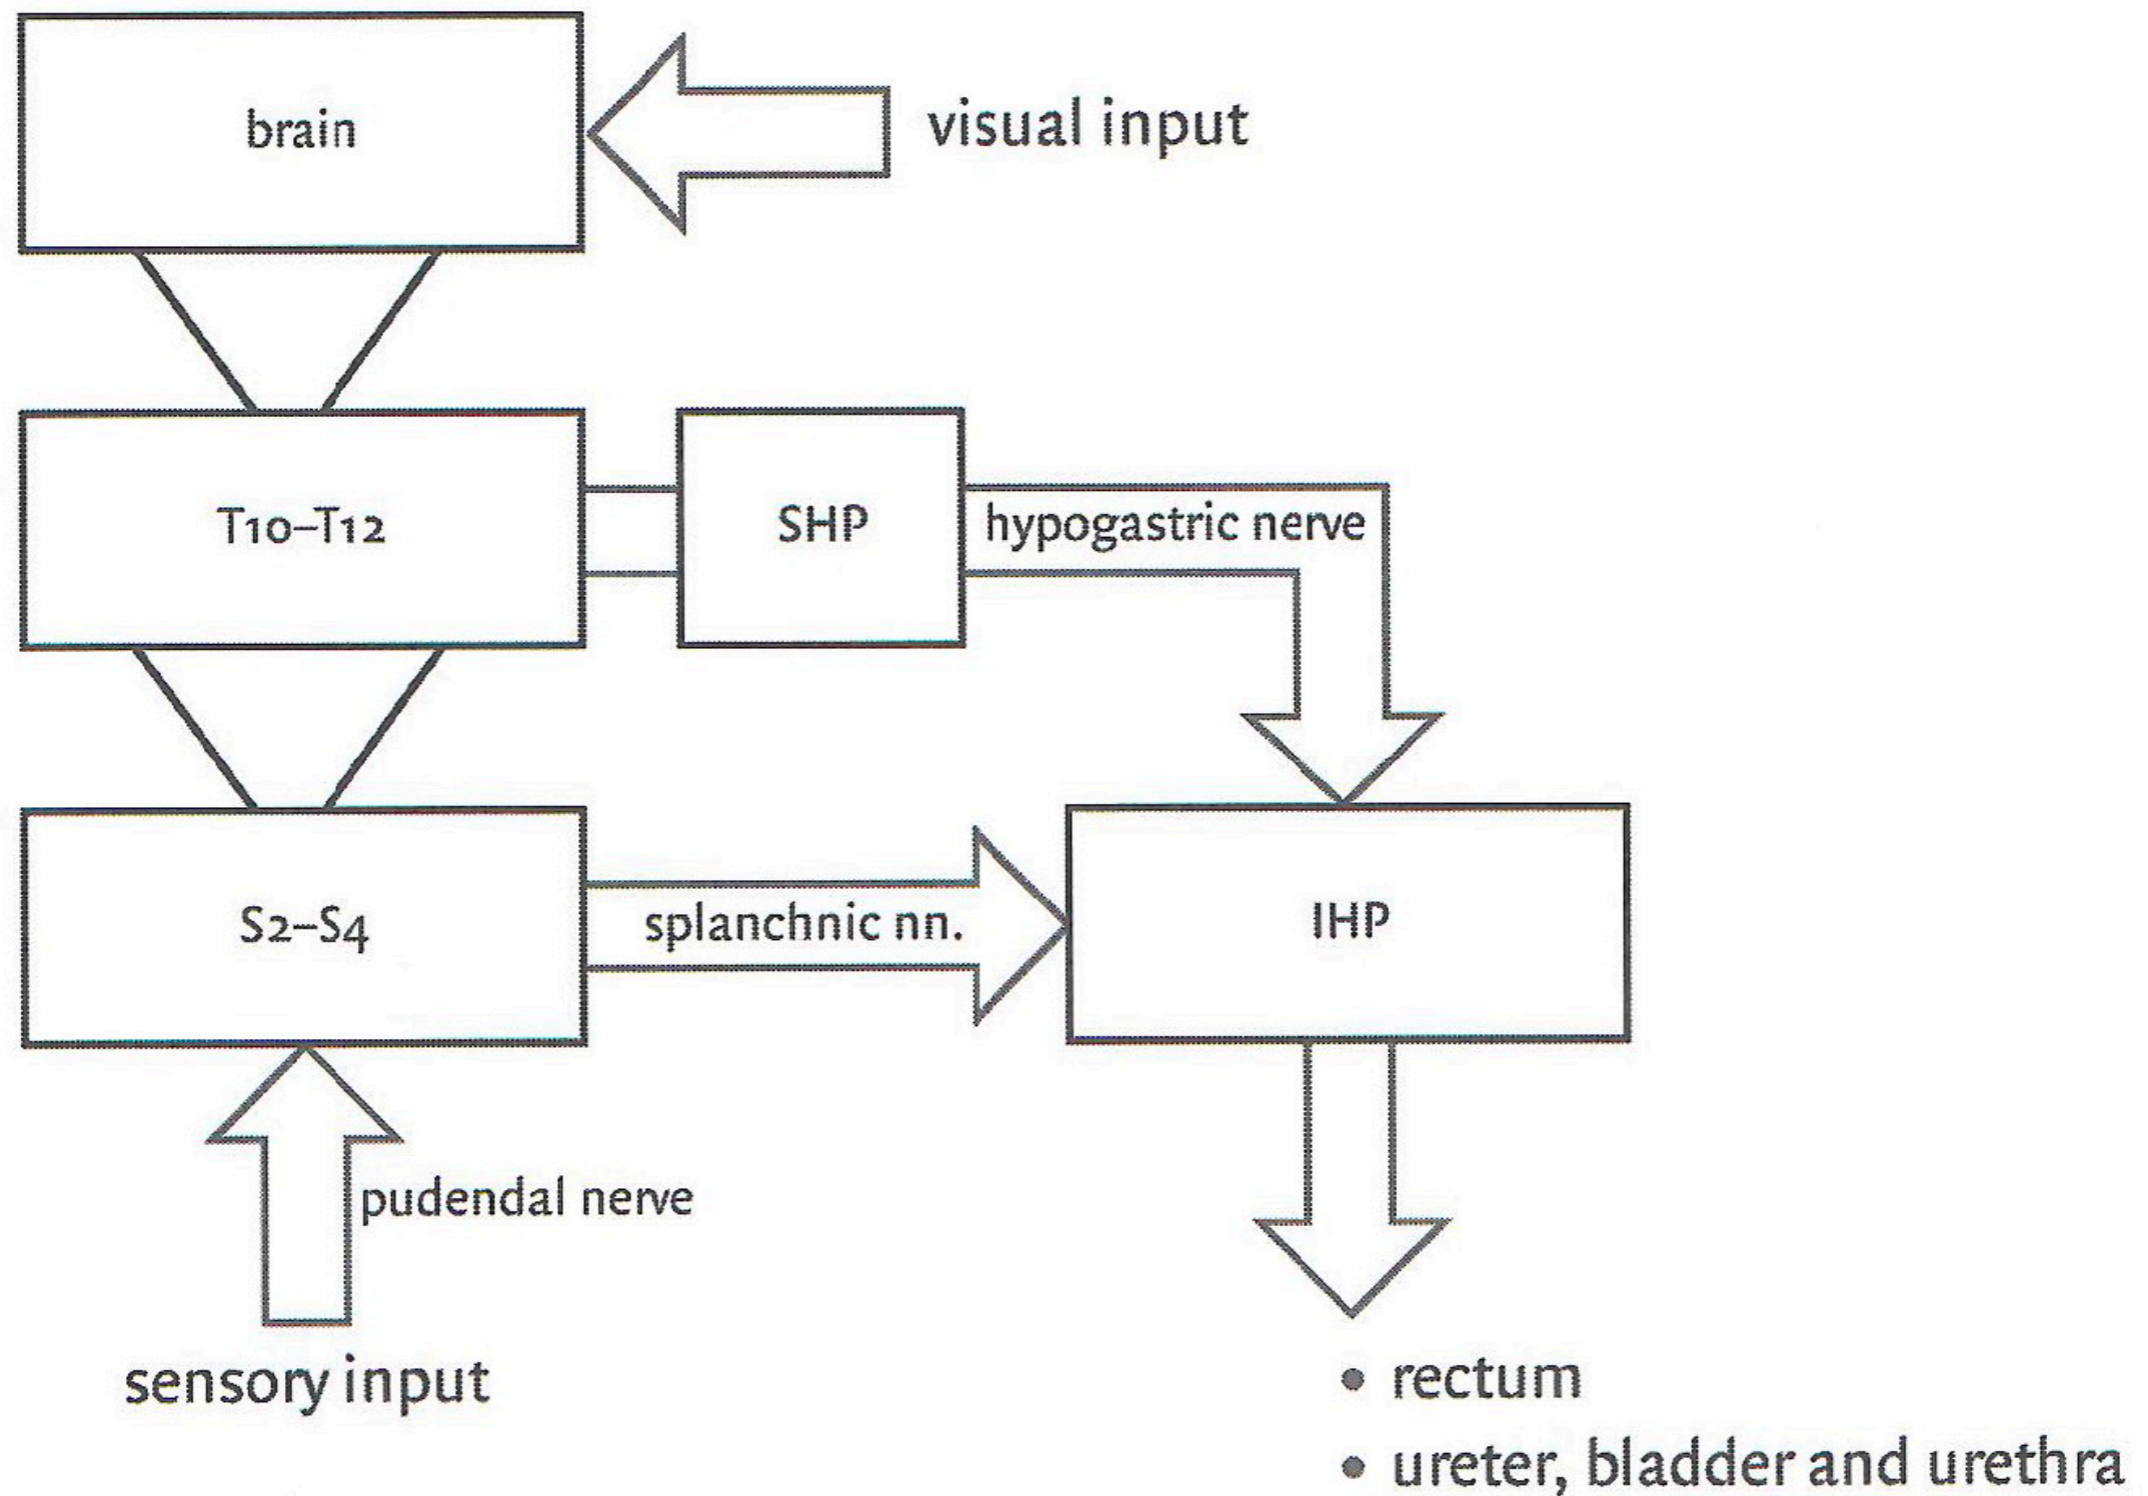 brain
visual input
T10–T12
SHP
hypogastric nerve
S2–S4
splanchnic nn.
IHP
pudendal nerve
sensory input
• rectum
• ureter, bladder and urethra